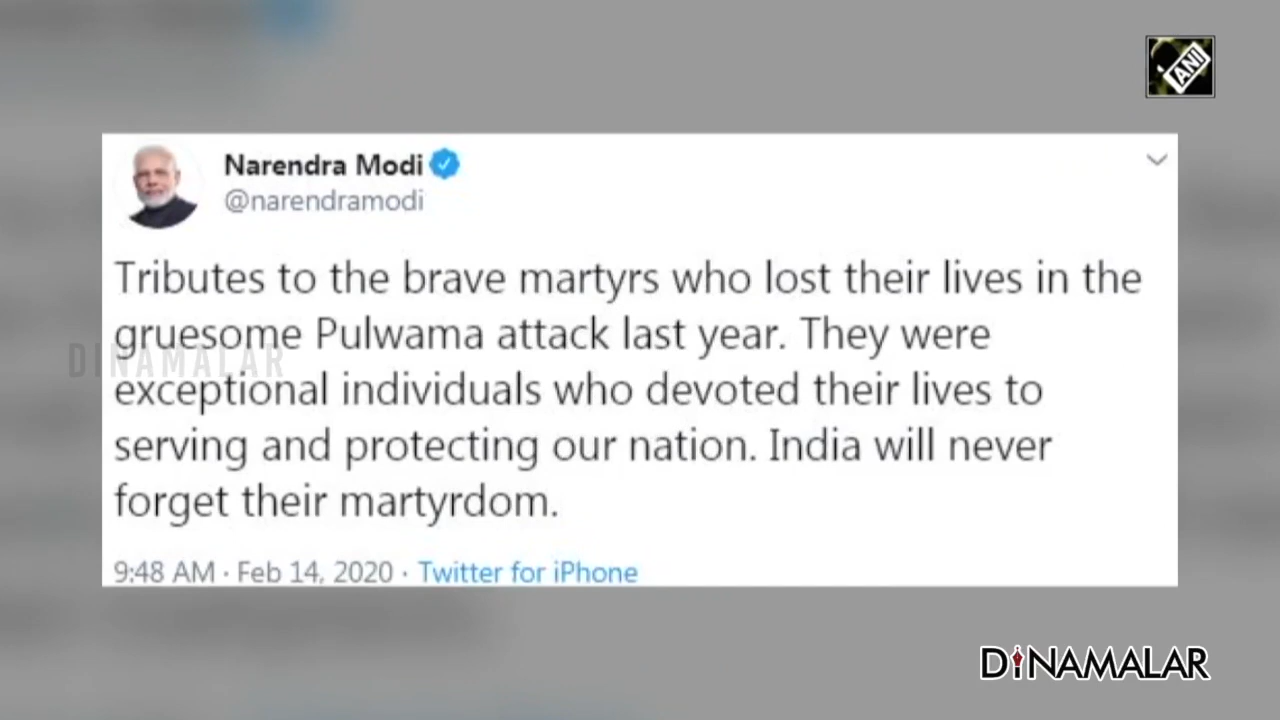 ANI
Narendra Modi
@narendramodi
Tributes to the brave martyrs who lost their lives in the
gruesome Pulwama attack last year. They were
DINAMALAR
exceptional individuals who devoted their lives to
serving and protecting our nation. India will never
forget their martyrdom.
9:48 AM · Feb 14, 2020 · Twitter for iPhone
DINAMALAR